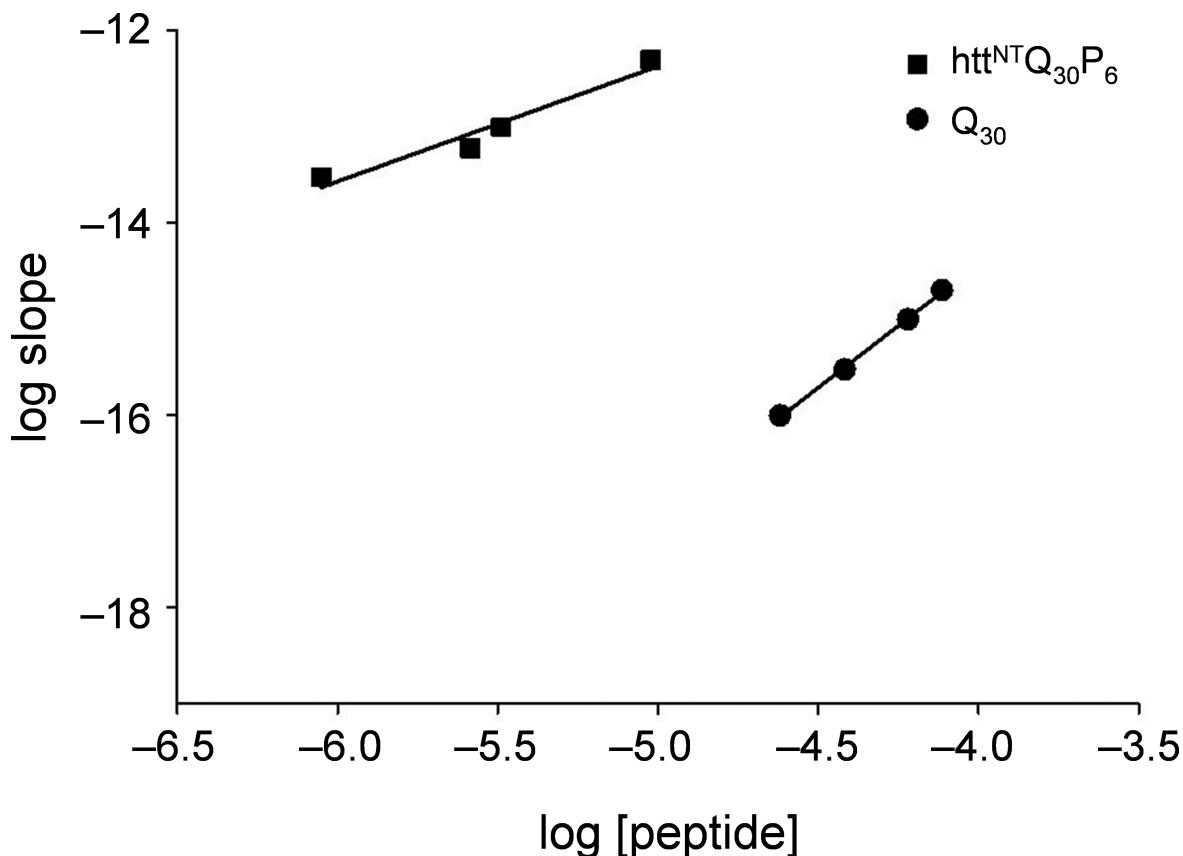 –12
–14
–16
–18
log slope
–6.5 –6.0 –5.5 –5.0 –4.5 –4.0 –3.5
log [peptide]
httᴺᵀQ₃₀P₆
Q₃₀